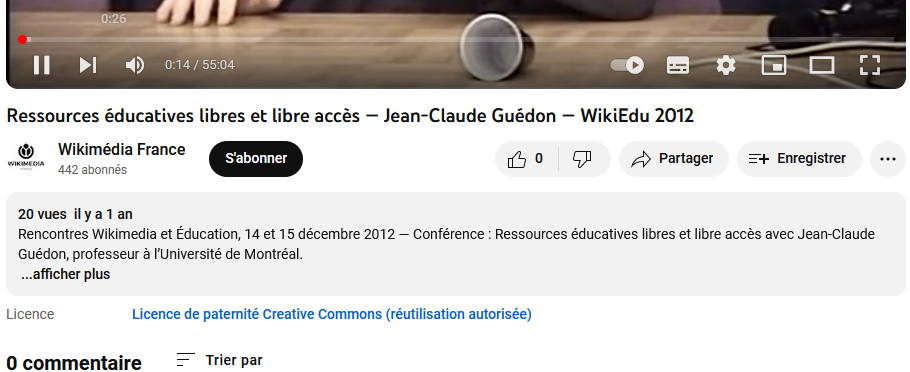 0:26
0:14 / 55:04
Ressources éducatives libres et libre accès — Jean-Claude Guédon — WikiEdu 2012
WIKIMEDIA
Wikimédia France
442 abonnés
S'abonner
0
Partager
Enregistrer
20 vues il y a 1 an
Rencontres Wikimedia et Éducation, 14 et 15 décembre 2012 — Conférence : Ressources éducatives libres et libre accès avec Jean-Claude
Guédon, professeur à l’Université de Montréal.
...afficher plus
Licence
Licence de paternité Creative Commons (réutilisation autorisée)
0 commentaire
Trier par